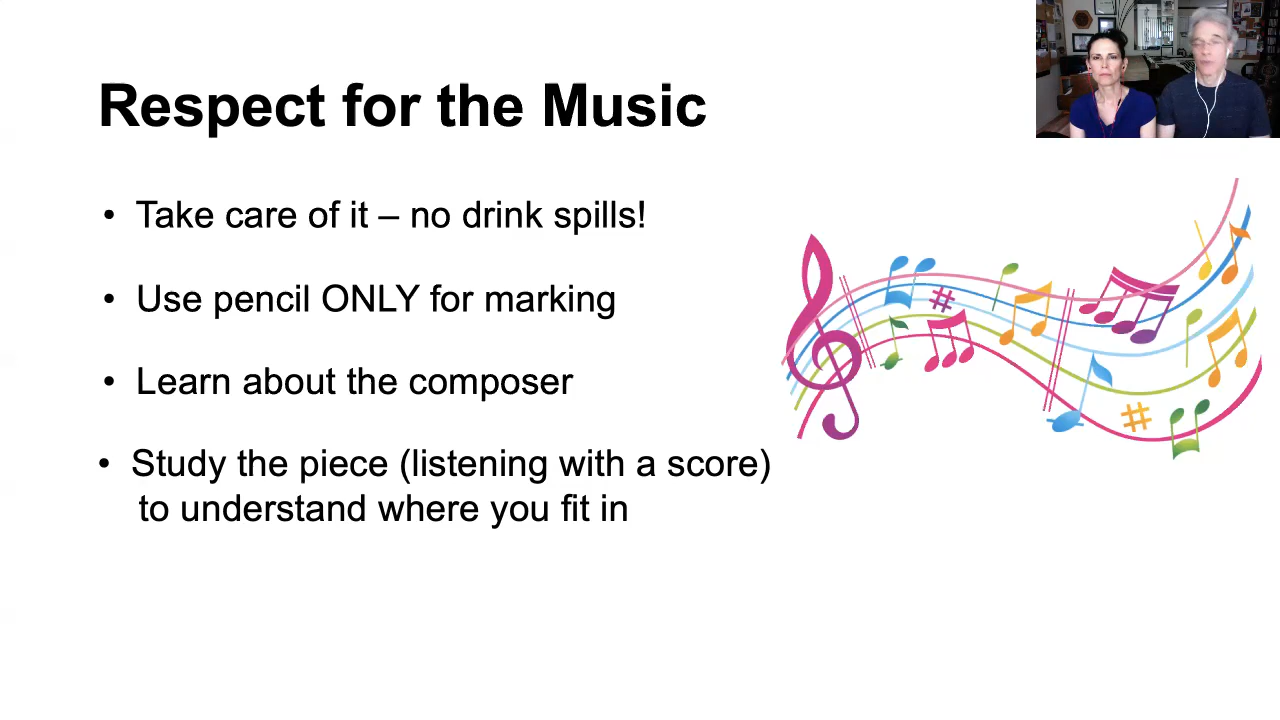 Respect for the Music
• Take care of it – no drink spills!
• Use pencil ONLY for marking
• Learn about the composer
• Study the piece (listening with a score)
to understand where you fit in